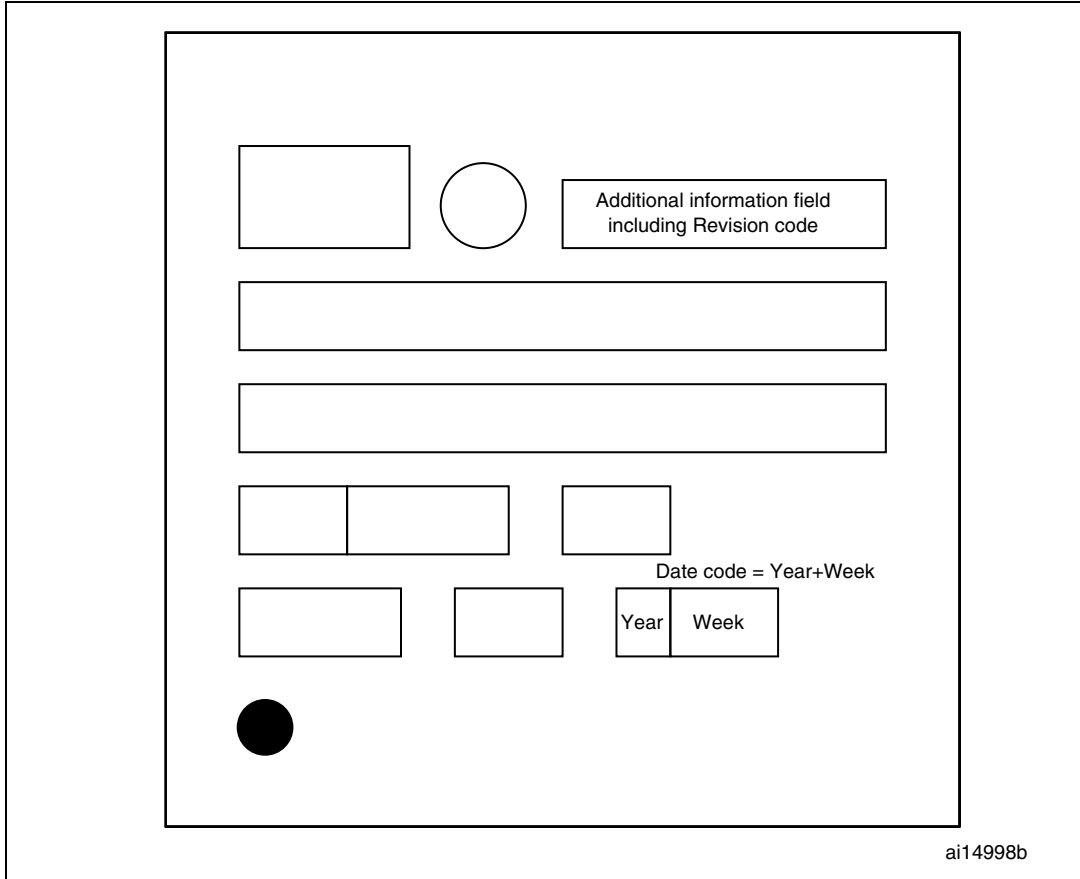 Additional information field
including Revision code
Date code = Year+Week
Year Week
ai14998b